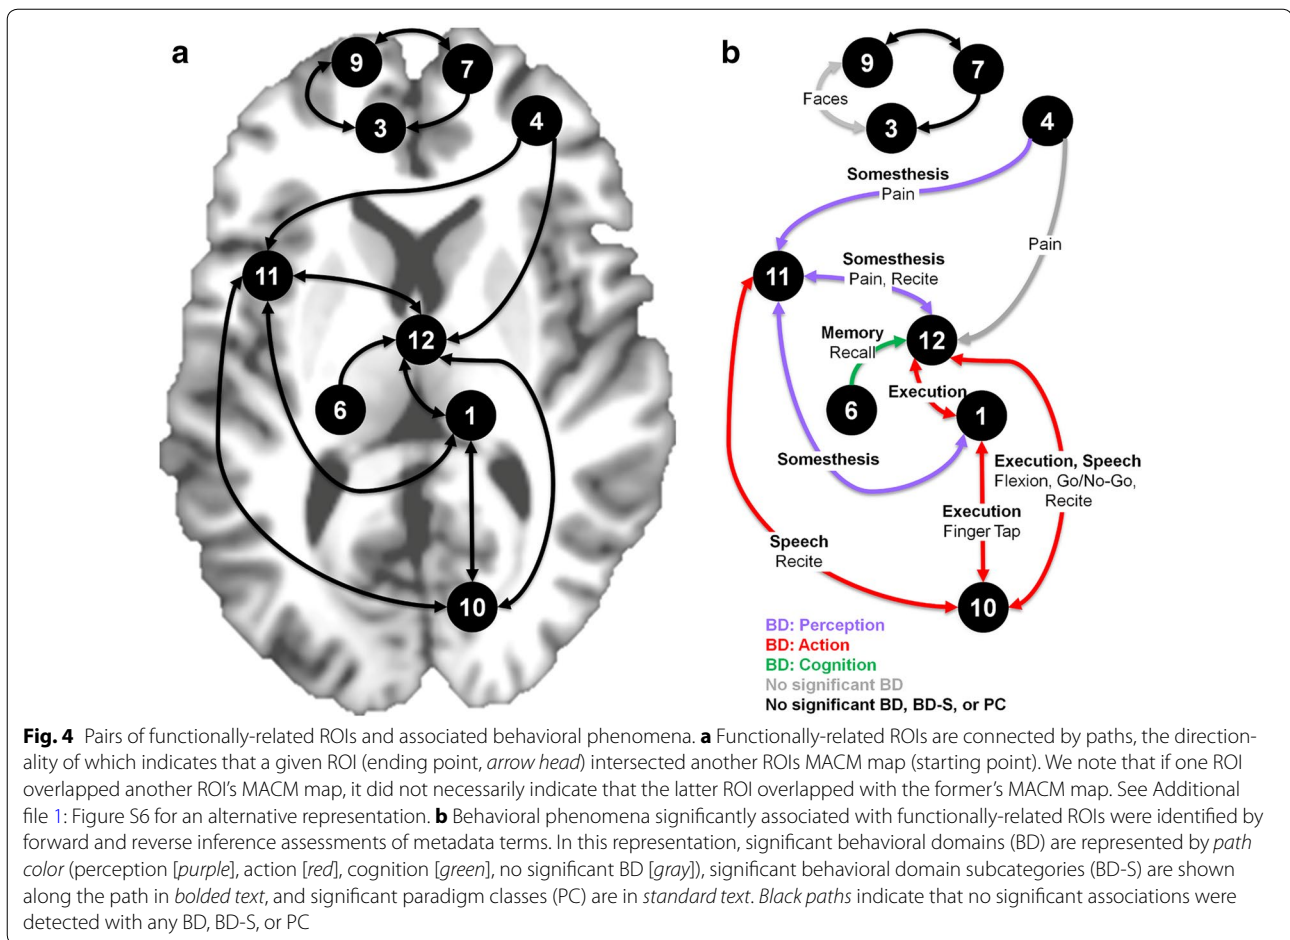 a
9
7
3
4
11
12
6
1
10
b
9
7
Faces
3
4
Somesthesis
Pain
Pain
11
Somesthesis
Pain, Recite
Memory
Recall
12
Execution
6
1
Somesthesis
Execution, Speech
Flexion, Go/No-Go,
Recite
Execution
Finger Tap
Speech
Recite
10
BD: Perception
BD: Action
BD: Cognition
No significant BD
No significant BD, BD-S, or PC
Fig. 4 Pairs of functionally-related ROIs and associated behavioral phenomena. a Functionally-related ROIs are connected by paths, the direction-
ality of which indicates that a given ROI (ending point, arrow head) intersected another ROIs MACM map (starting point). We note that if one ROI
overlapped another ROI's MACM map, it did not necessarily indicate that the latter ROI overlapped with the former's MACM map. See Additional
file 1: Figure S6 for an alternative representation. b Behavioral phenomena significantly associated with functionally-related ROIs were identified by
forward and reverse inference assessments of metadata terms. In this representation, significant behavioral domains (BD) are represented by path
color (perception [purple], action [red], cognition [green], no significant BD [gray]), significant behavioral domain subcategories (BD-S) are shown
along the path in bolded text, and significant paradigm classes (PC) are in standard text. Black paths indicate that no significant associations were
detected with any BD, BD-S, or PC